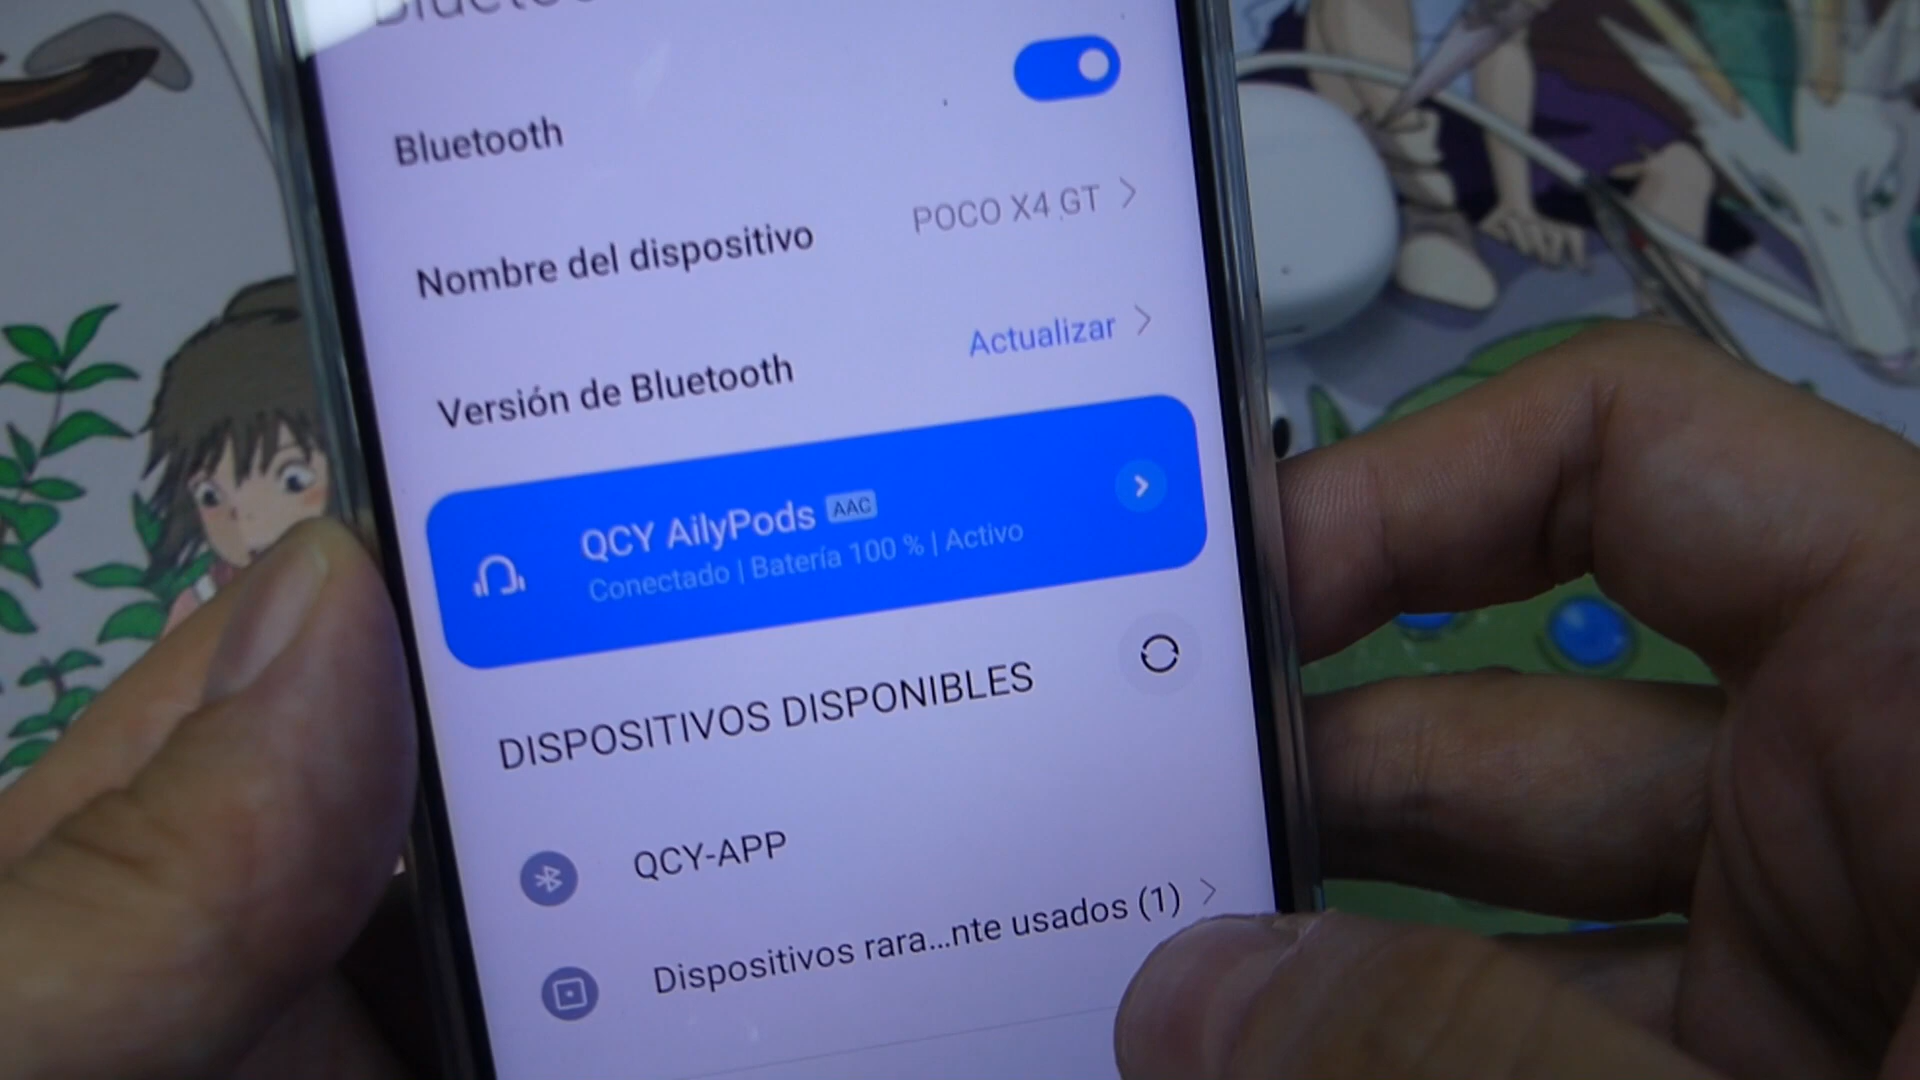 Bluetooth
Bluetooth
Nombre del dispositivo
POCO X4 GT
Versión de Bluetooth
Actualizar
QCY AilyPods AAC
Conectado | Batería 100 % | Activo
DISPOSITIVOS DISPONIBLES
QCY-APP
Dispositivos rara...nte usados (1)